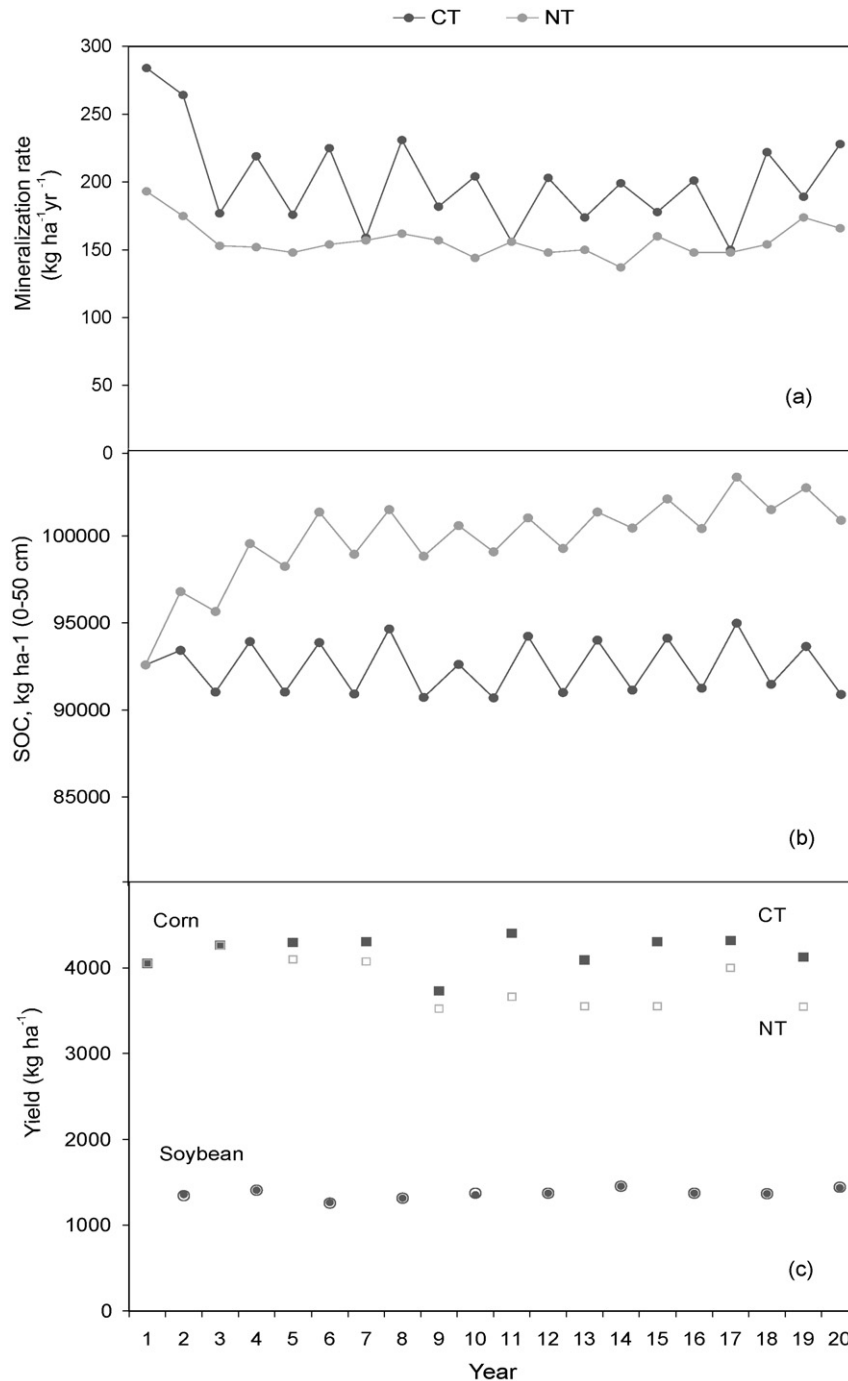 CT NT
300
250
200
150
100
50
0
Mineralization rate
(kg ha⁻¹yr ⁻¹)
(a)
100000
95000
90000
85000
SOC, kg ha-1 (0-50 cm)
(b)
Corn
CT
NT
Soybean
4000
3000
2000
1000
0
Yield (kg ha⁻¹)
(c)
1 2 3 4 5 6 7 8 9 10 11 12 13 14 15 16 17 18 19 20
Year